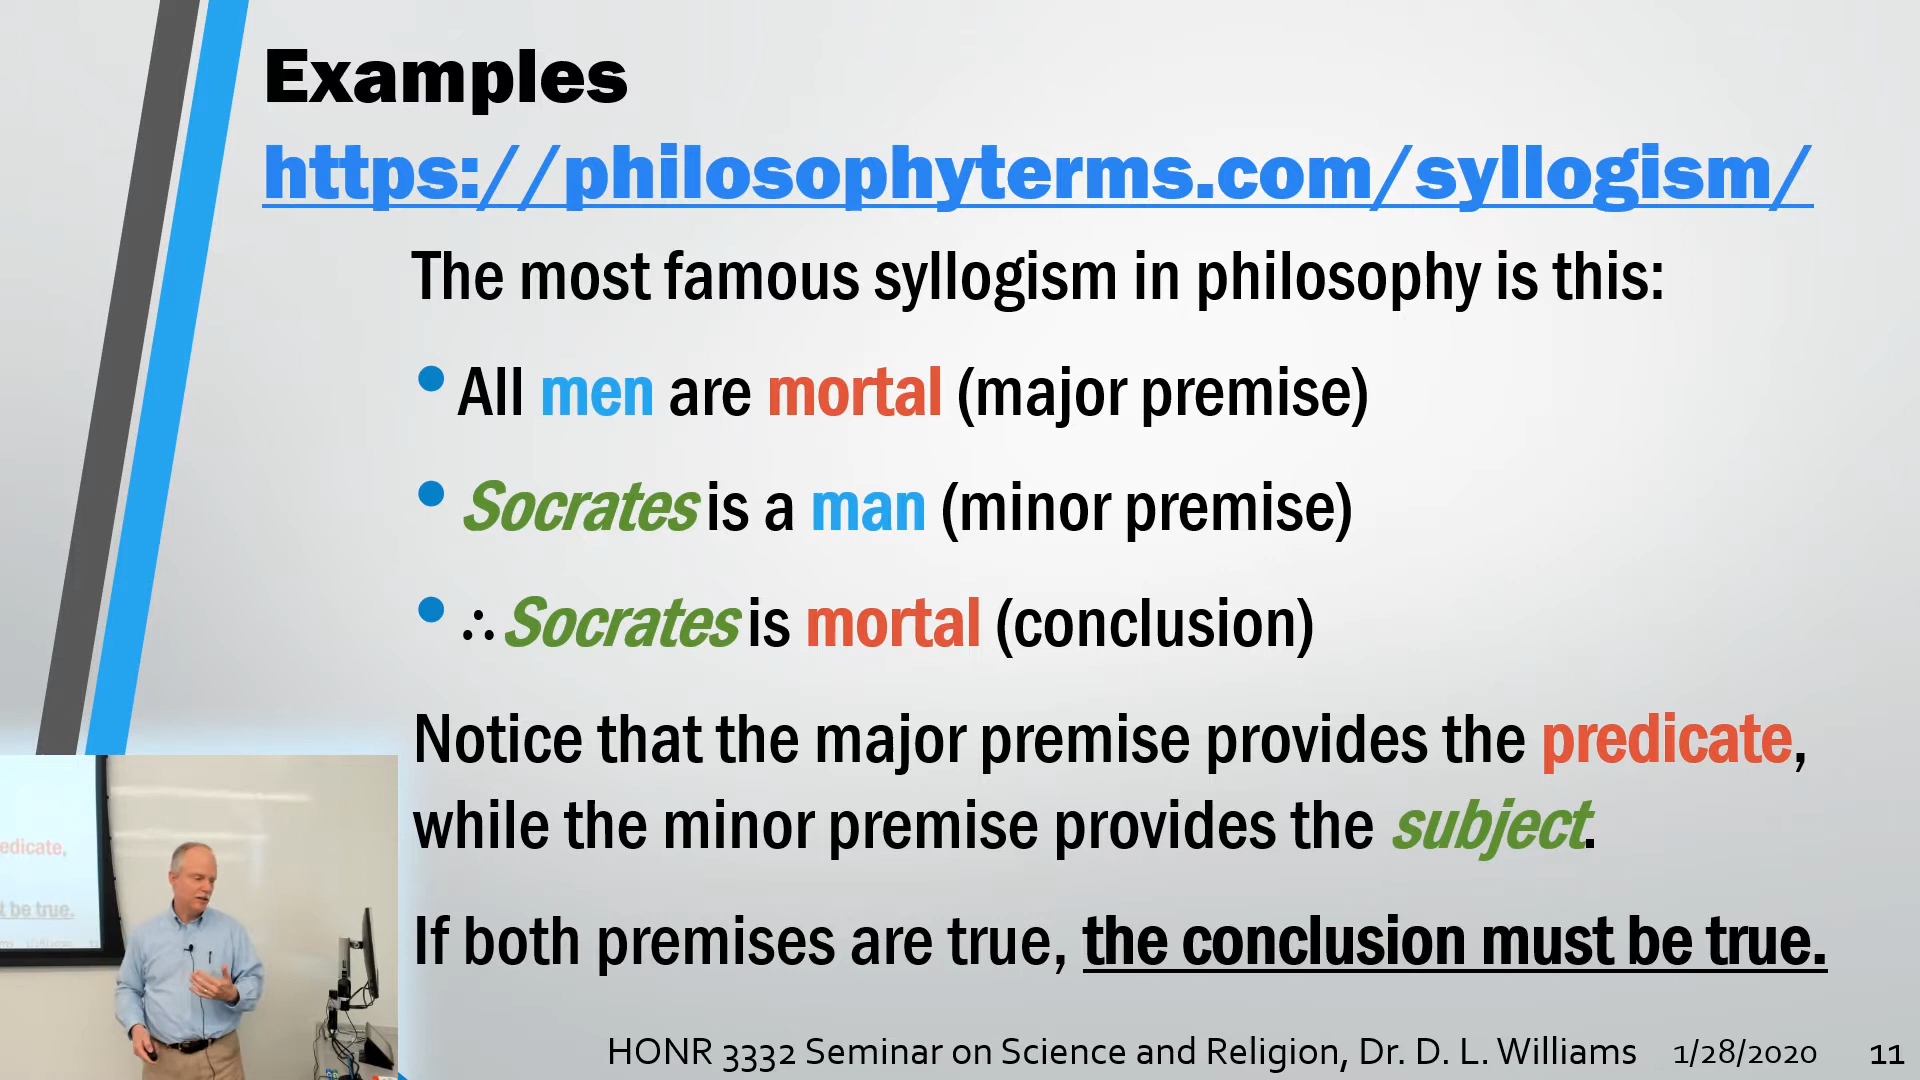 Examples
https://philosophyterms.com/syllogism/
The most famous syllogism in philosophy is this:
• All men are mortal (major premise)
• Socrates is a man (minor premise)
• ∴ Socrates is mortal (conclusion)
Notice that the major premise provides the predicate,
while the minor premise provides the subject.
If both premises are true, the conclusion must be true.
edicate,
t be true.
HONR 3332 Seminar on Science and Religion, Dr. D. L. Williams 1/28/2020 11